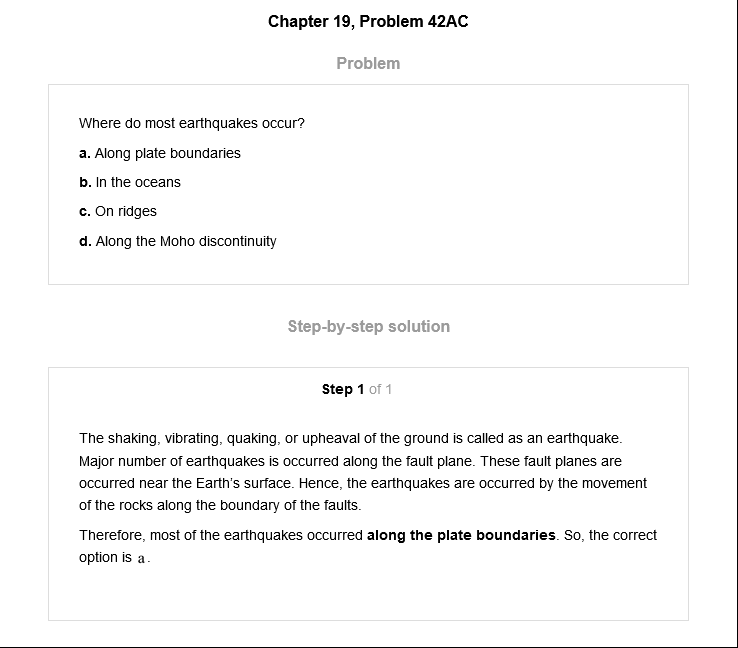 Chapter 19, Problem 42AC
Problem
Where do most earthquakes occur?
a. Along plate boundaries
b. In the oceans
c. On ridges
d. Along the Moho discontinuity
Step-by-step solution
Step 1 of 1
The shaking, vibrating, quaking, or upheaval of the ground is called as an earthquake.
Major number of earthquakes is occurred along the fault plane. These fault planes are
occurred near the Earth's surface. Hence, the earthquakes are occurred by the movement
of the rocks along the boundary of the faults.
Therefore, most of the earthquakes occurred along the plate boundaries. So, the correct
option is a.